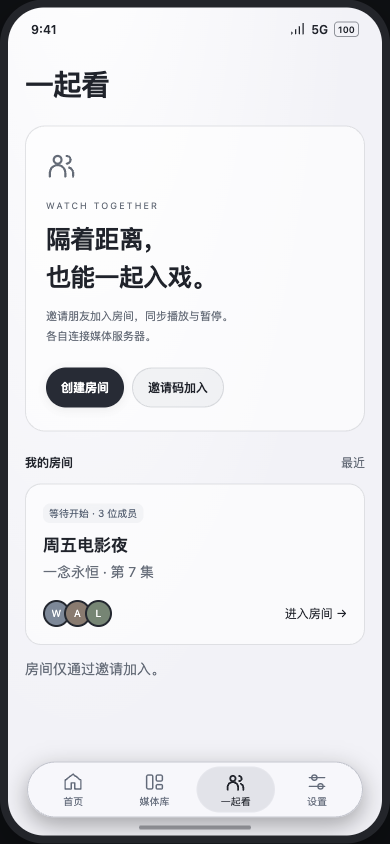 9:41 5G 100
一起看
WATCH TOGETHER
隔着距离，
也能一起入戏。
邀请朋友加入房间，同步播放与暂停。
各自连接媒体服务器。
创建房间 邀请码加入
我的房间 最近
等待开始 · 3 位成员
周五电影夜
一念永恒 · 第 7 集
W A L 进入房间 →
房间仅通过邀请加入。
首页 媒体库 一起看 设置